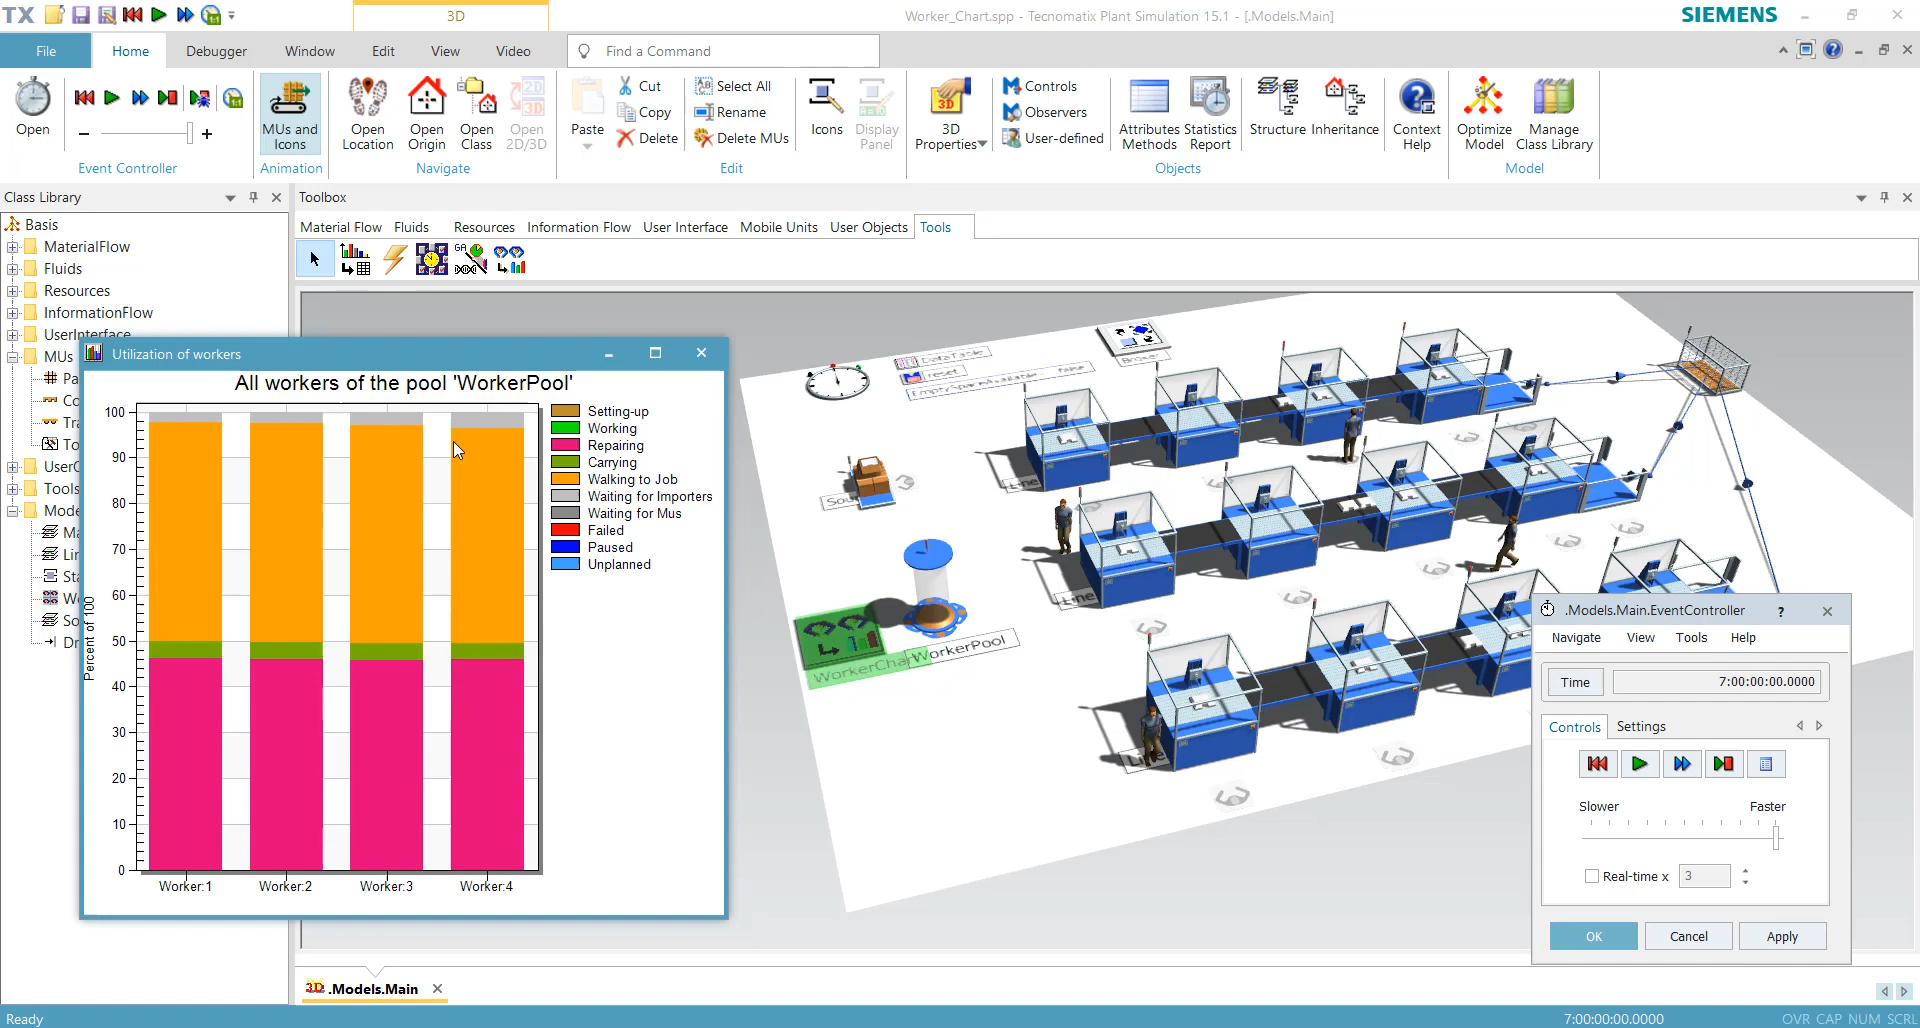 TX
3D
Worker_Chart.spp - Tecnomatix Plant Simulation 15.1 - [.Models.Main]
SIEMENS
File
Home
Debugger
Window
Edit
View
Video
Find a Command
Open
Event Controller
MUs and Icons
Animation
Open Location
Open Origin
Open Class
Open 2D/3D
Navigate
Paste
Cut
Copy
Delete
Select All
Rename
Delete MUs
Edit
Icons
Display Panel
3D Properties
Controls
Observers
User-defined
Attributes Methods
Statistics Report
Structure
Inheritance
Objects
Context Help
Optimize Model
Manage Class Library
Model
Class Library
Basis
MaterialFlow
Fluids
Resources
InformationFlow
UserInterface
MUs
Toolbox
Material Flow
Fluids
Resources
Information Flow
User Interface
Mobile Units
User Objects
Tools
Tools
Utilization of workers
All workers of the pool 'WorkerPool'
Percent of 100
100
90
80
70
60
50
40
30
20
10
0
Worker:1
Worker:2
Worker:3
Worker:4
Setting-up
Working
Repairing
Carrying
Walking to Job
Waiting for Importers
Waiting for Mus
Failed
Paused
Unplanned
DataTable
reset
Broker
WorkerPool
.Models.Main.EventController
?
Navigate
View
Tools
Help
Time
7:00:00:00.0000
Controls
Settings
Slower
Faster
Real-time x
3
OK
Cancel
Apply
3D .Models.Main
Ready
7:00:00:00.0000
OVR CAP NUM SCRL